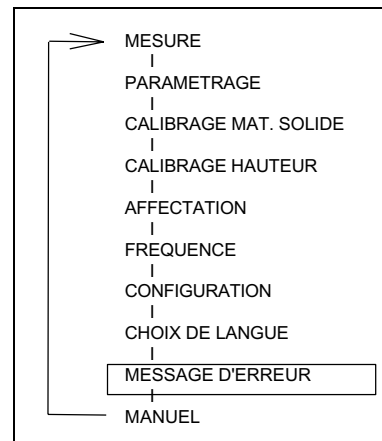 MESURE
PARAMETRAGE
CALIBRAGE MAT. SOLIDE
CALIBRAGE HAUTEUR
AFFECTATION
FREQUENCE
CONFIGURATION
CHOIX DE LANGUE
MESSAGE D'ERREUR
MANUEL